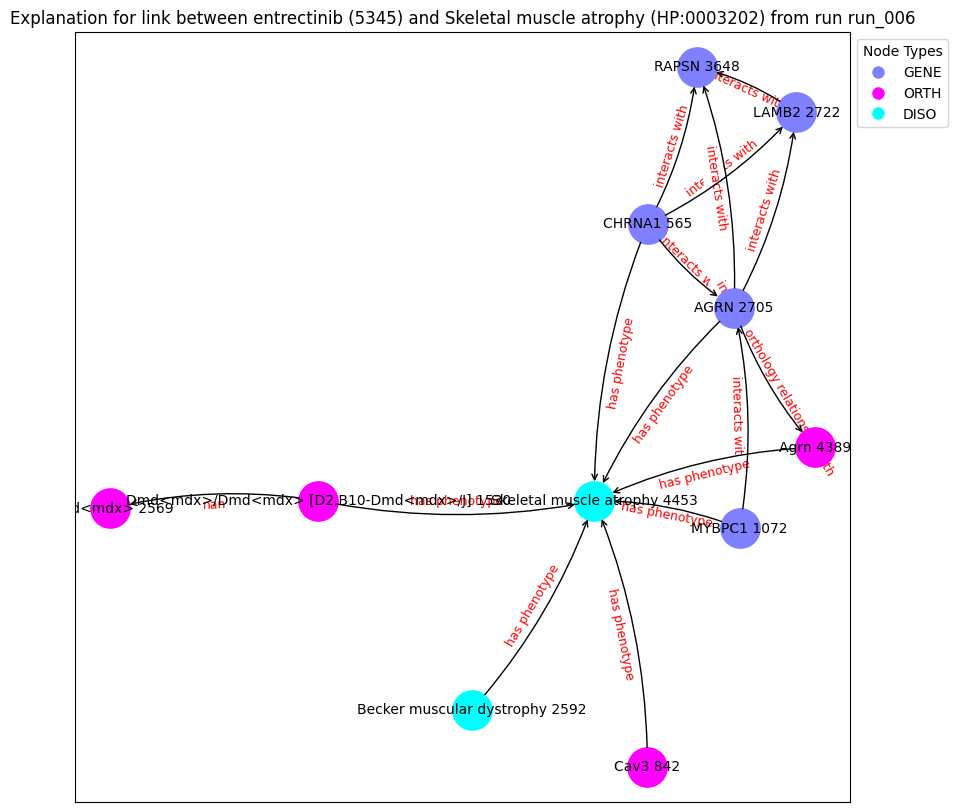 Explanation for link between entrectinib (5345) and Skeletal muscle atrophy (HP:0003202) from run run_006
Node Types
GENE
ORTH
DISO
RAPSN 3648
interacts with
LAMB2 2722
interacts with
interacts with
interacts with
interacts with
CHRNA1 565
interacts with
AGRN 2705
has phenotype
has phenotype
interacts with
orthology relationship with
Agrn 4389
has phenotype
d<mdx> 2569
nan
Dmd<mdx>/Dmd<mdx> [D2.B10-Dmd<mdx>/J] 1530
has phenotype
Skeletal muscle atrophy 4453
has phenotype
MYBPC1 1072
has phenotype
has phenotype
Becker muscular dystrophy 2592
Cav3 842